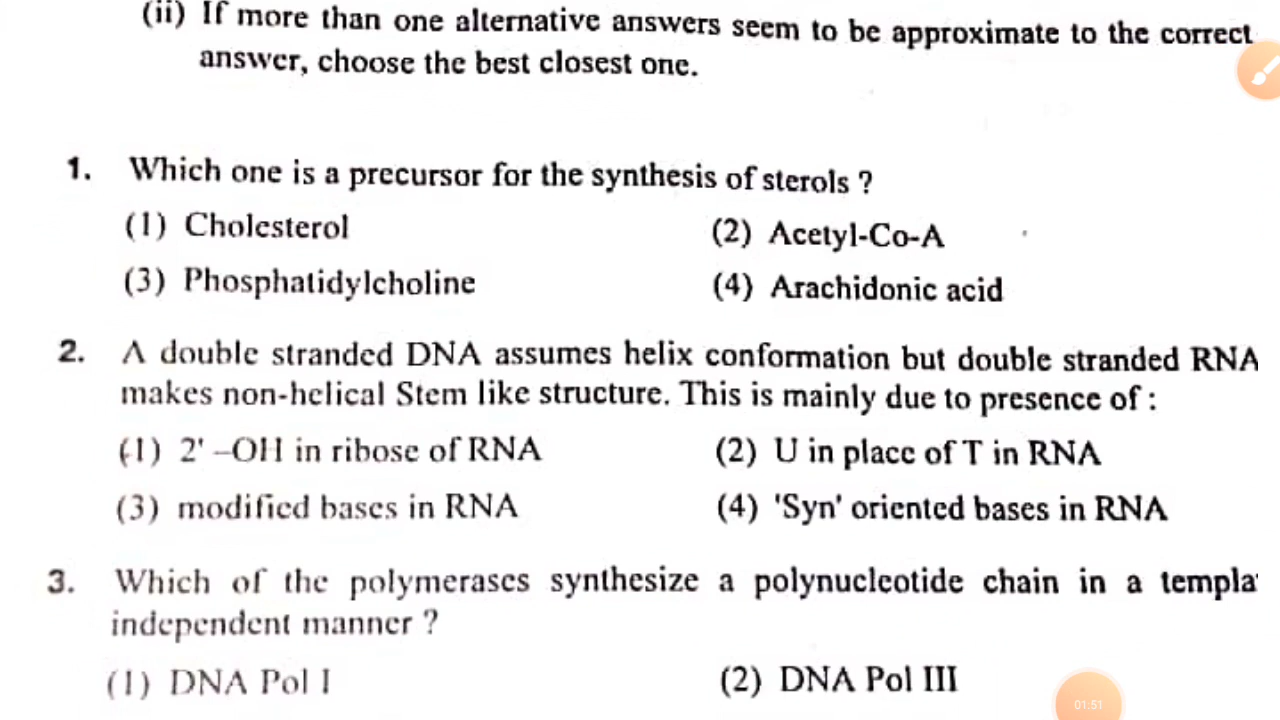 (ii) If more than one alternative answers seem to be approximate to the correct
answer, choose the best closest one.
1. Which one is a precursor for the synthesis of sterols ?
(1) Cholesterol (2) Acetyl-Co-A
(3) Phosphatidylcholine (4) Arachidonic acid
2. A double stranded DNA assumes helix conformation but double stranded RNA
makes non-helical Stem like structure. This is mainly due to presence of :
(1) 2' –OH in ribose of RNA (2) U in place of T in RNA
(3) modified bases in RNA (4) 'Syn' oriented bases in RNA
3. Which of the polymerases synthesize a polynucleotide chain in a templa
independent manner ?
(1) DNA Pol I (2) DNA Pol III
01:51